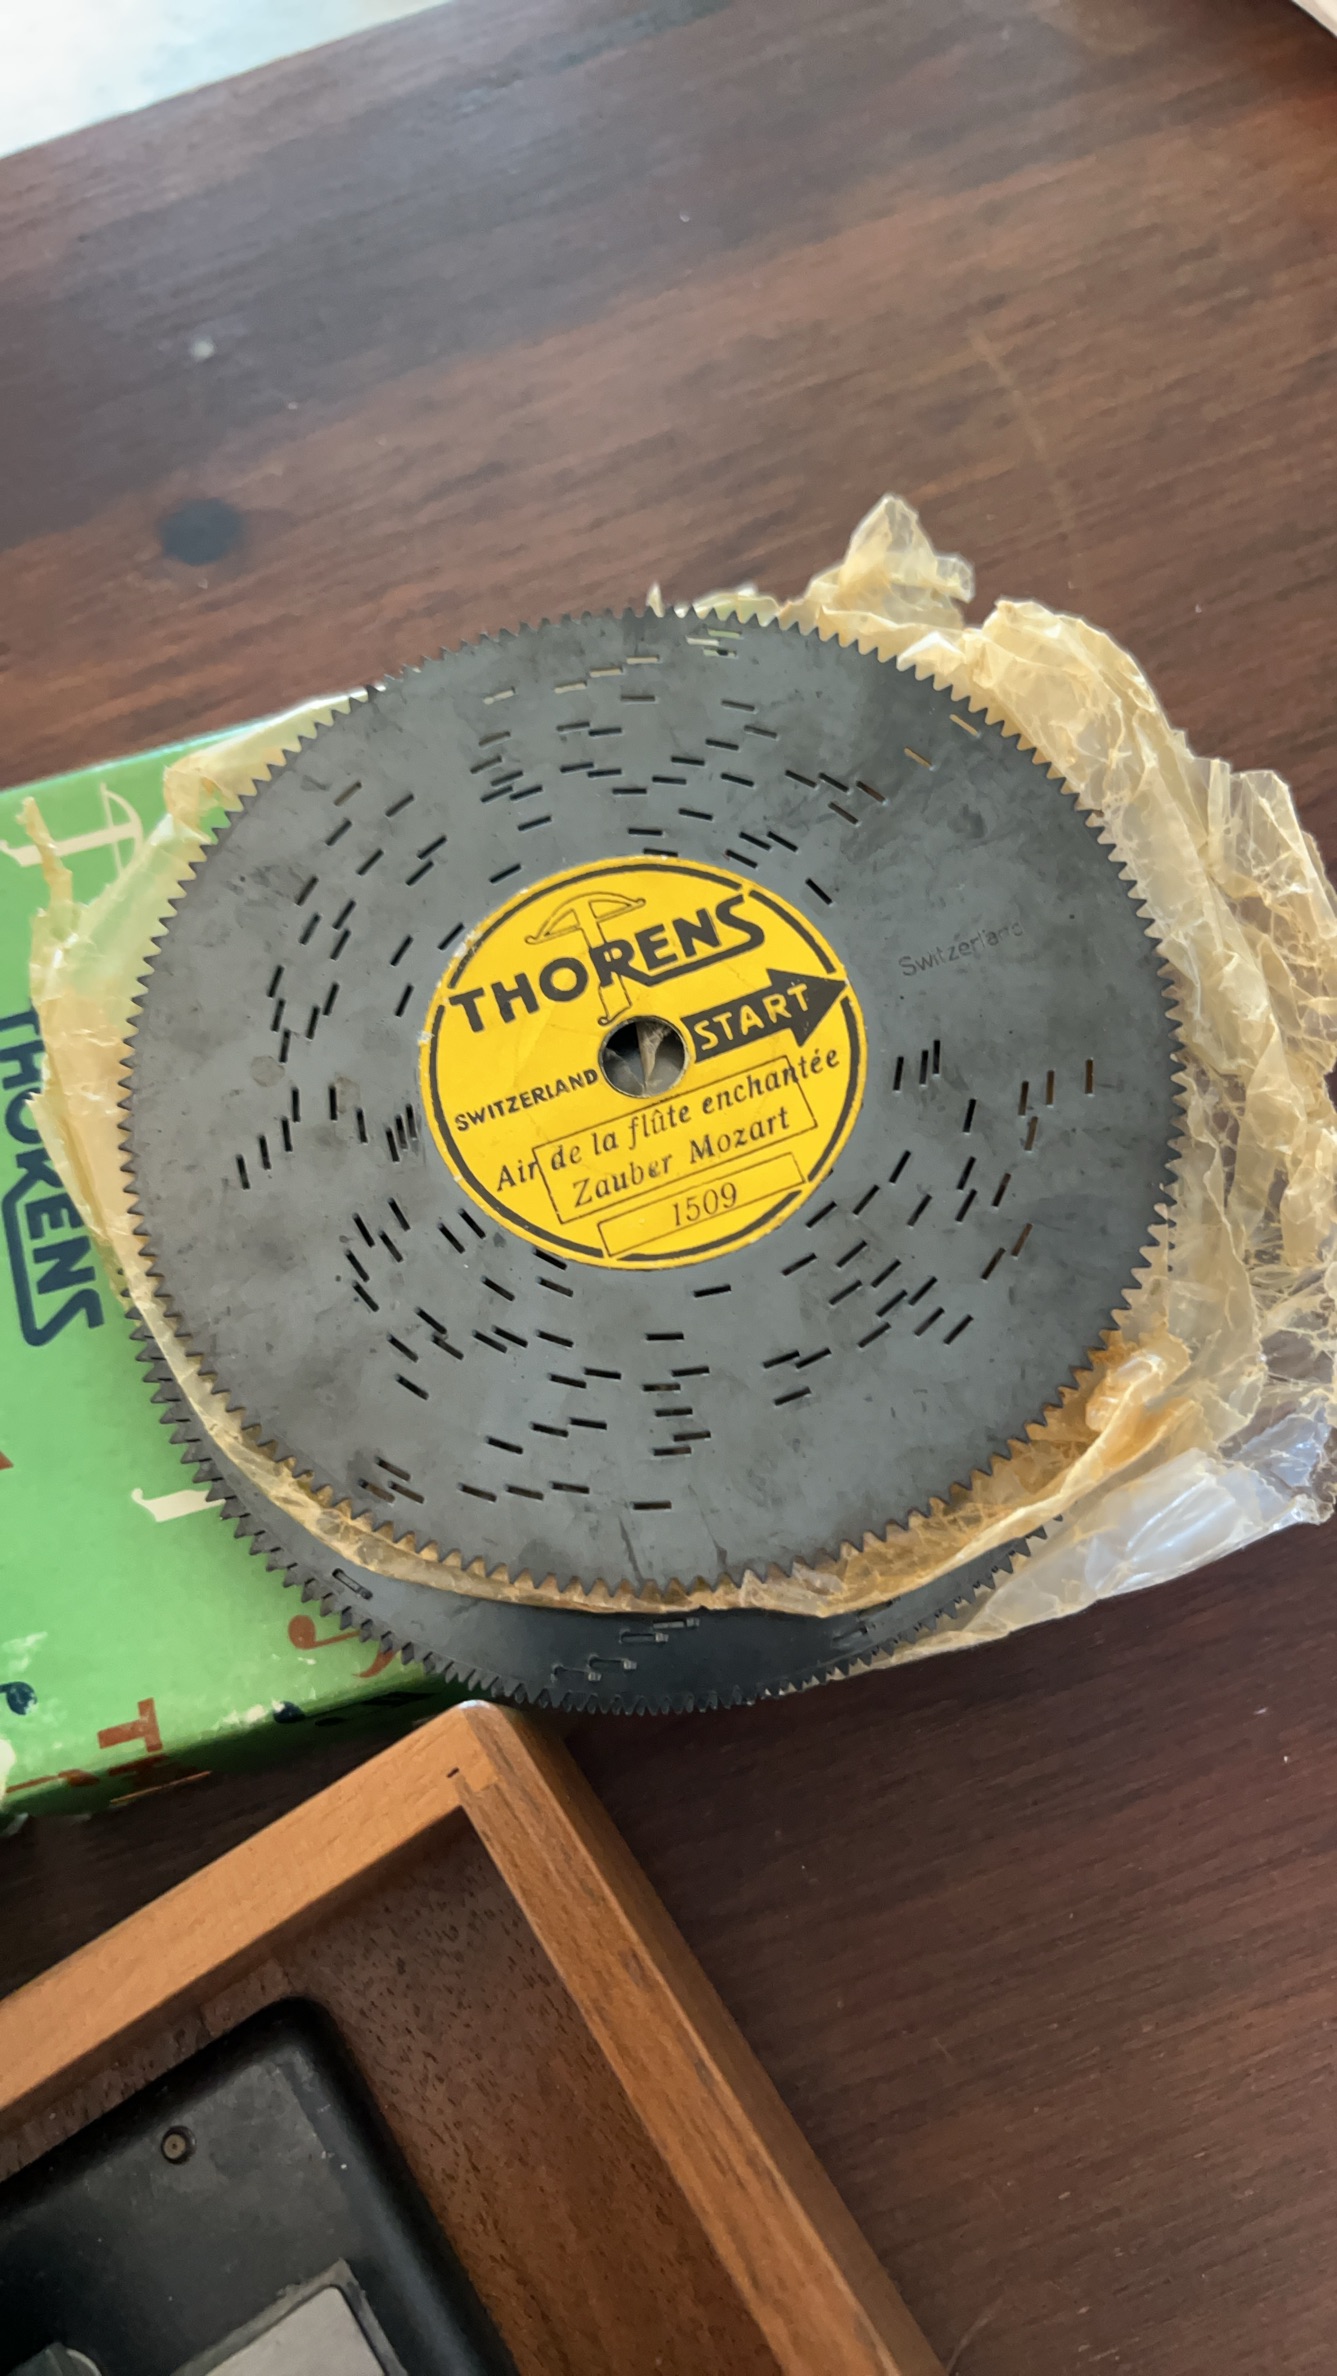 THORENS
START
SWITZERLAND
Air de la flûte enchantée
Zauber Mozart
1509
Switzerland
THORENS